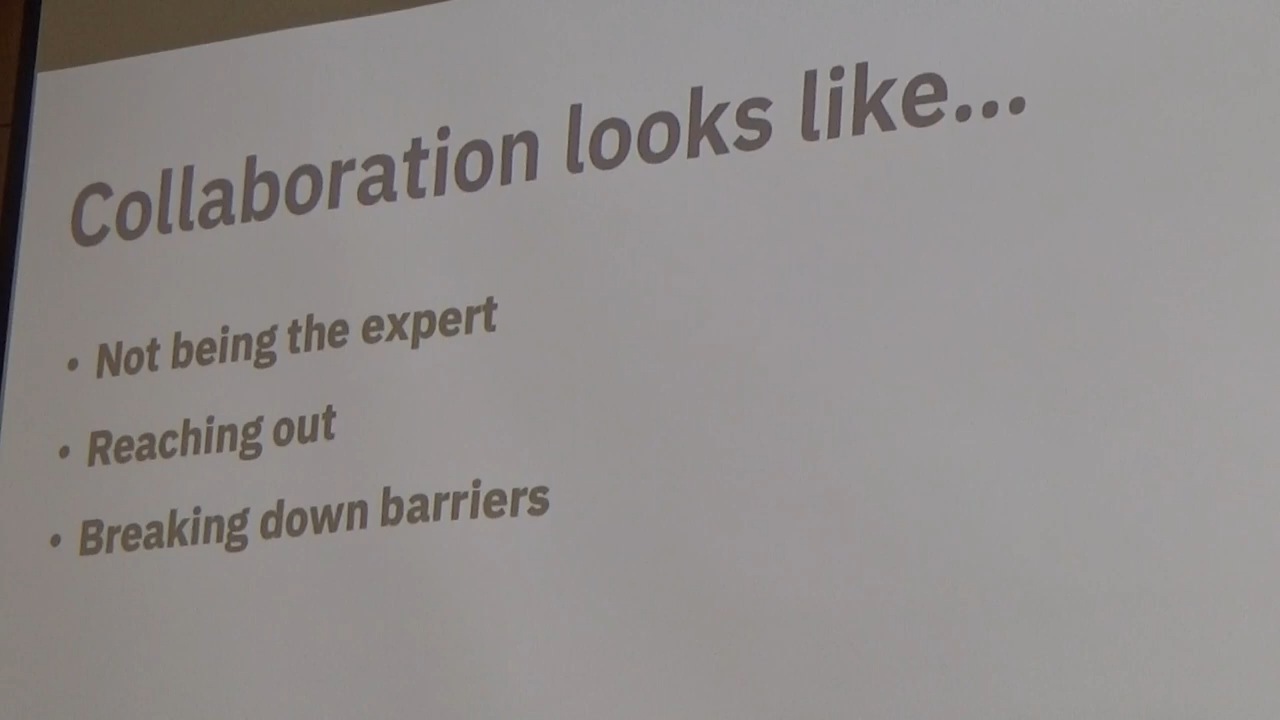 Collaboration looks like...
• Not being the expert
• Reaching out
• Breaking down barriers